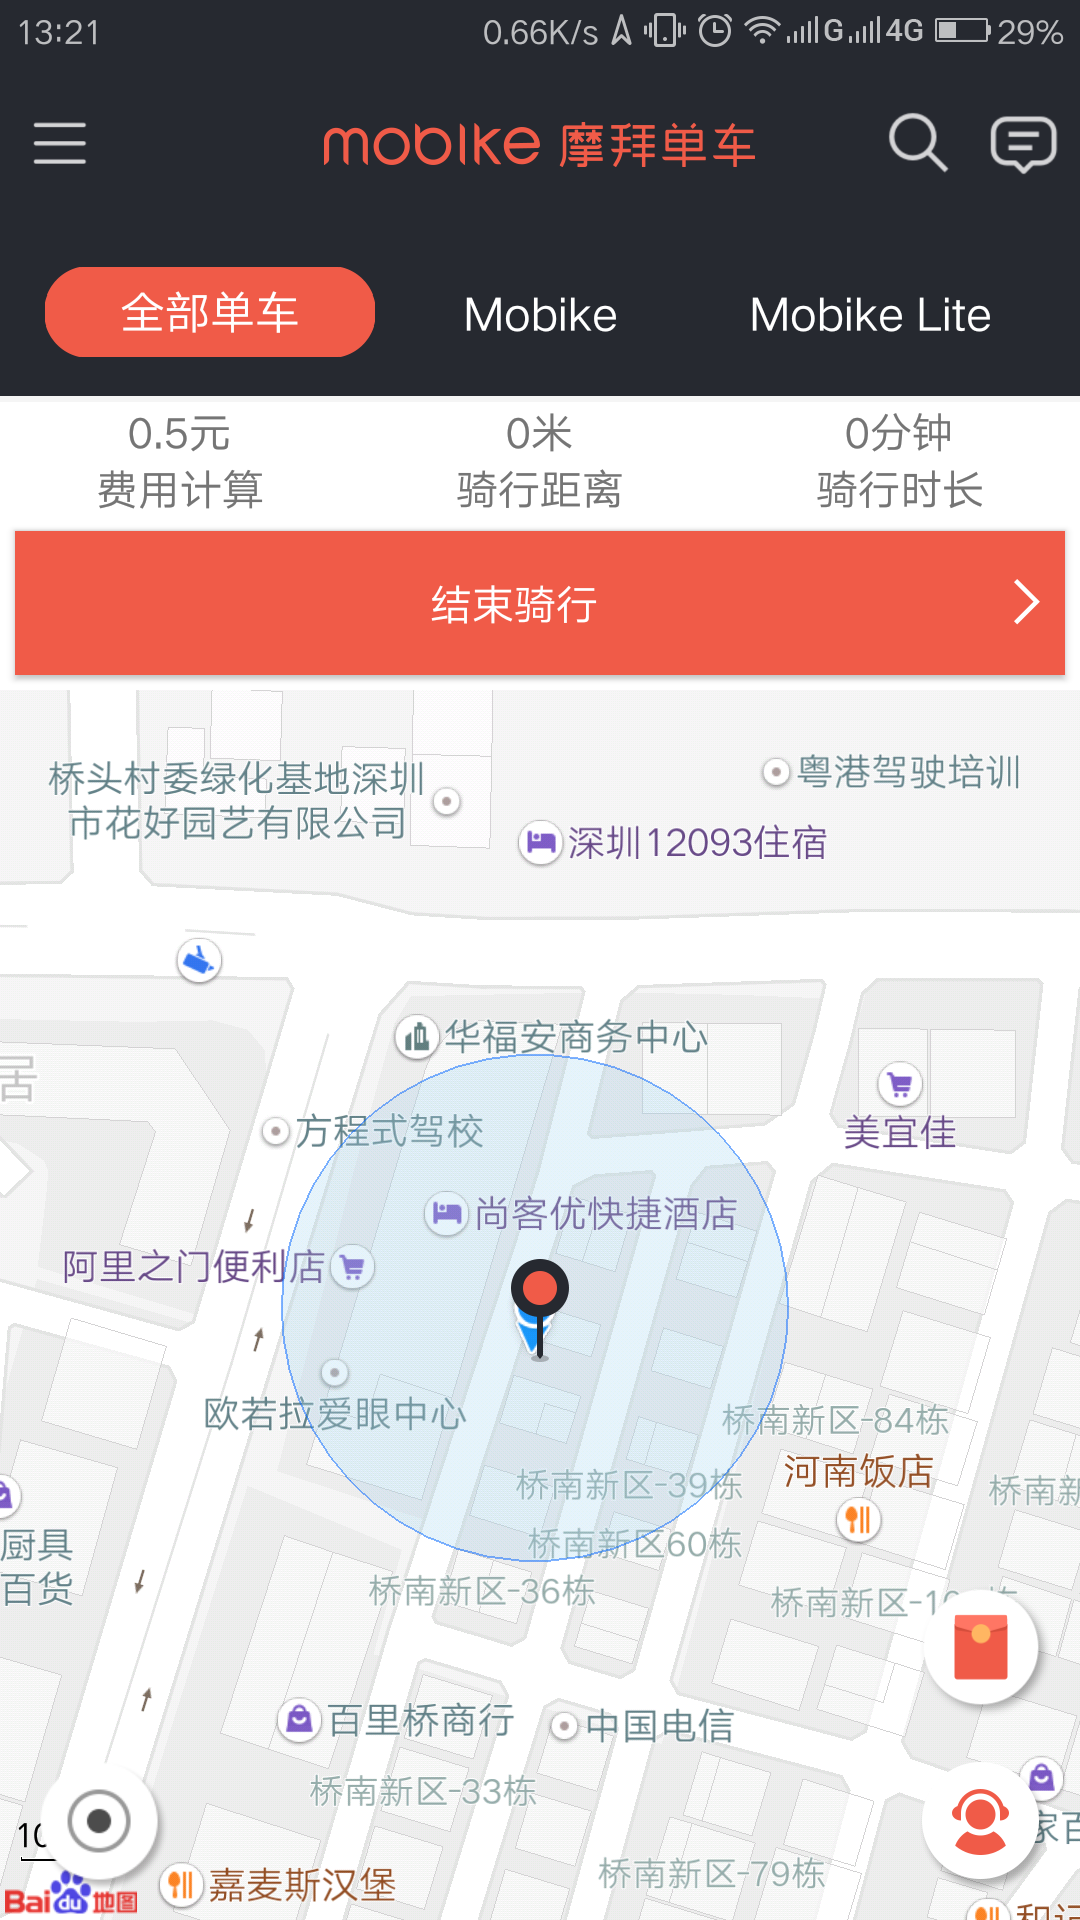 13:21
0.66K/s
G
4G
29%
mobike 摩拜单车
全部单车
Mobike
Mobike Lite
0.5元
0米
0分钟
费用计算
骑行距离
骑行时长
结束骑行
桥头村委绿化基地深圳
市花好园艺有限公司
粤港驾驶培训
深圳12093住宿
华福安商务中心
居
方程式驾校
美宜佳
尚客优快捷酒店
阿里之门便利店
欧若拉爱眼中心
桥南新区-84栋
河南饭店
桥南新区-39栋
桥南新
桥南新区60栋
厨具
百货
桥南新区-36栋
桥南新区-10
百里桥商行
中国电信
桥南新区-33栋
10
家百
桥南新区-79栋
嘉麦斯汉堡
Bai du 地图
和记